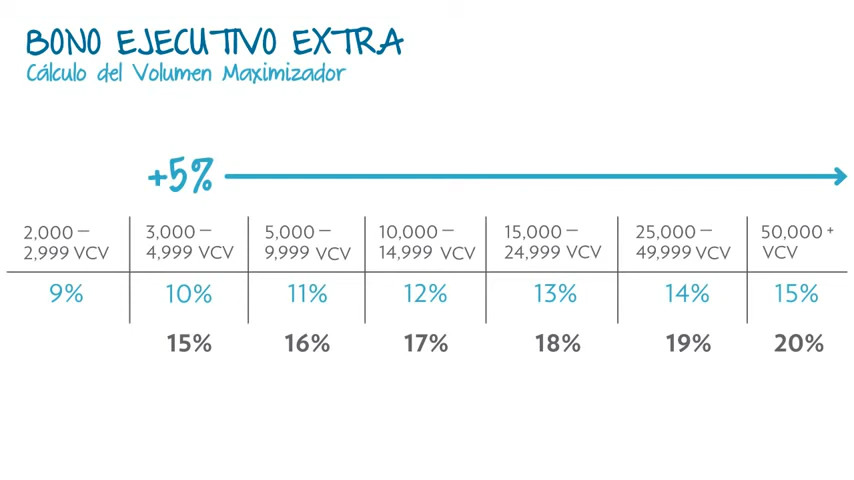 BONO EJECUTIVO EXTRA
Cálculo del Volumen Maximizador
+5%
2,000 – 2,999 VCV
3,000 – 4,999 VCV
5,000 – 9,999 VCV
10,000 – 14,999 VCV
15,000 – 24,999 VCV
25,000 – 49,999 VCV
50,000 + VCV
9% 10% 11% 12% 13% 14% 15%
15% 16% 17% 18% 19% 20%